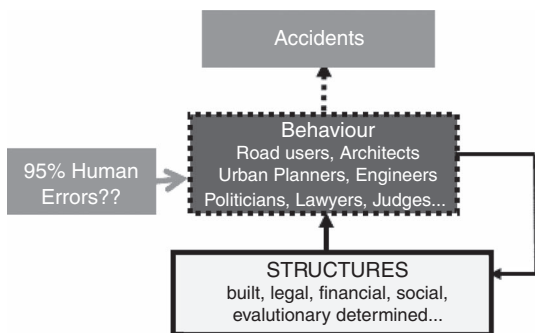 Accidents
Behaviour
Road users, Architects
Urban Planners, Engineers
Politicians, Lawyers, Judges...
95% Human
Errors??
STRUCTURES
built, legal, financial, social,
evalutionary determined...